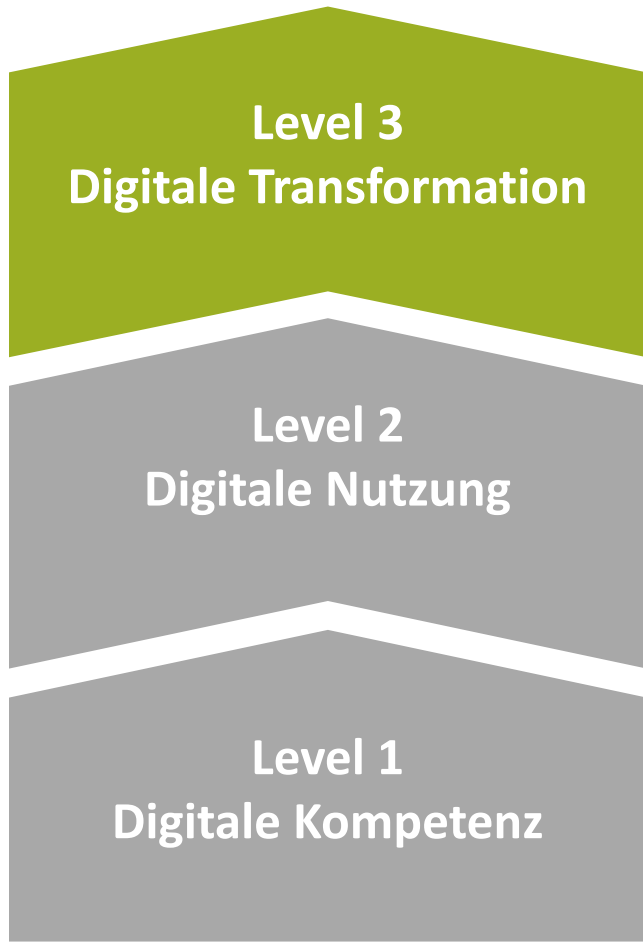 Level 3
Digitale Transformation
Level 2
Digitale Nutzung
Level 1
Digitale Kompetenz